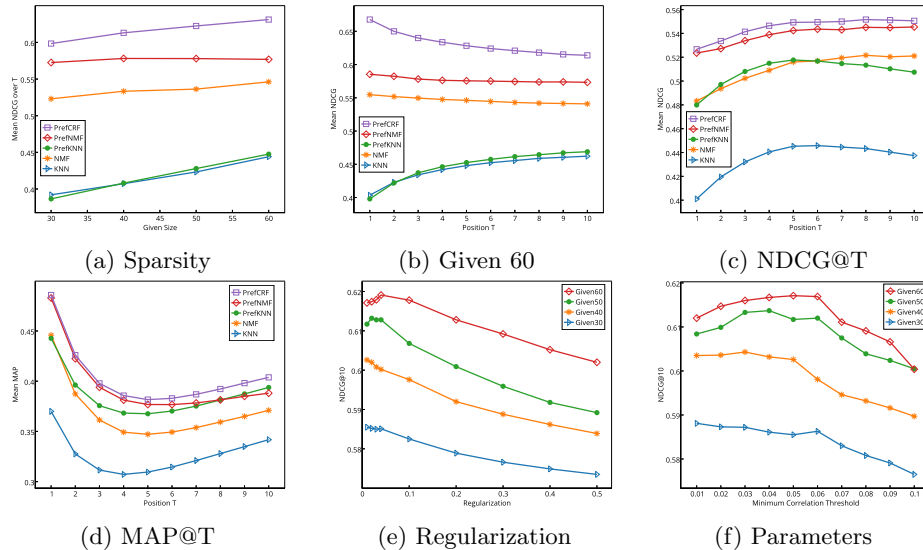 0.6
0.55
0.5
0.45
0.4
Mean NDCG over T
PrefCRF
PrefNMF
PrefKNN
NMF
KNN
30 35 40 45 50 55 60
Given Size
(a) Sparsity
0.65
0.6
0.55
0.5
0.45
0.4
Mean NDCG
PrefCRF
PrefNMF
PrefKNN
NMF
KNN
1 2 3 4 5 6 7 8 9 10
Position T
(b) Given 60
0.56
0.54
0.52
0.5
0.48
0.46
0.44
0.42
0.4
Mean NDCG
PrefCRF
PrefNMF
PrefKNN
NMF
KNN
1 2 3 4 5 6 7 8 9 10
Position T
(c) NDCG@T
0.45
0.4
0.35
0.3
Mean MAP
PrefCRF
PrefNMF
PrefKNN
NMF
KNN
1 2 3 4 5 6 7 8 9 10
Position T
(d) MAP@T
0.62
0.61
0.60
0.59
0.58
NDCG@10
Given60
Given50
Given40
Given30
0 0.1 0.2 0.3 0.4 0.5
Regularization
(e) Regularization
0.62
0.61
0.60
0.59
0.58
NDCG@10
Given60
Given50
Given40
Given30
0.01 0.02 0.03 0.04 0.05 0.06 0.07 0.08 0.09 0.1
Minimum Correlation Threshold
(f) Parameters